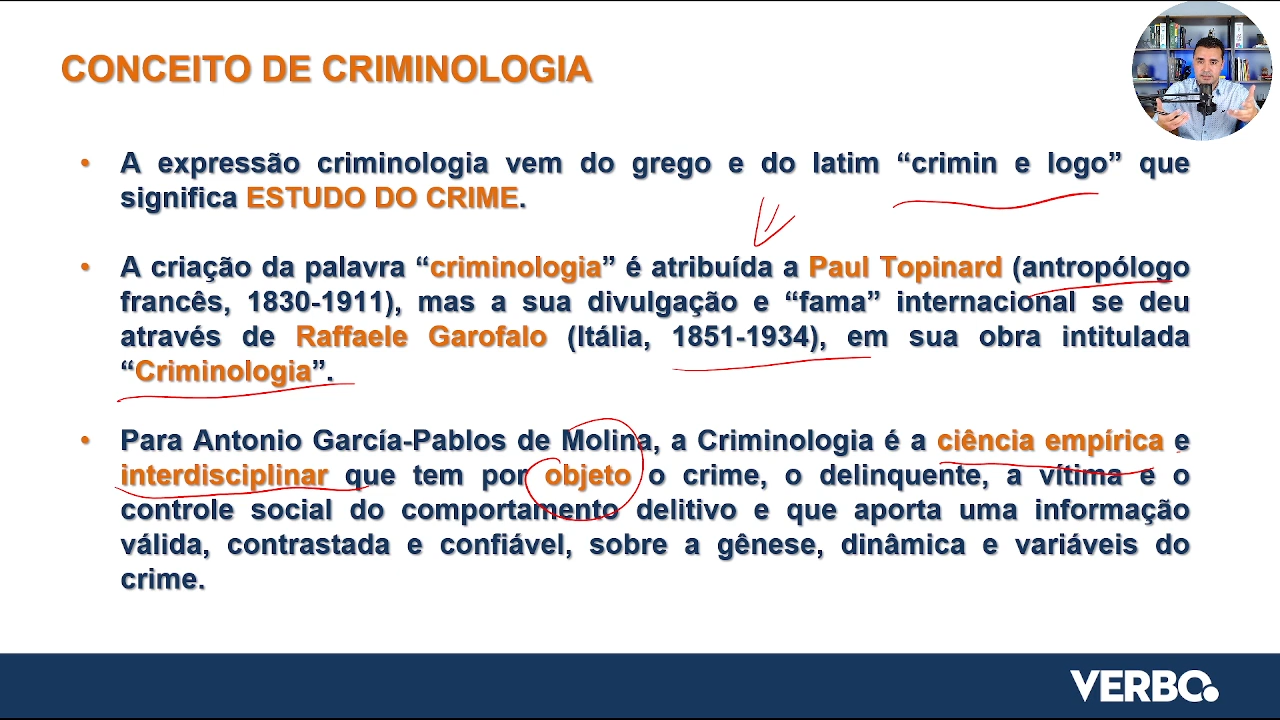 CONCEITO DE CRIMINOLOGIA
• A expressão criminologia vem do grego e do latim “crimin e logo” que
significa ESTUDO DO CRIME.
• A criação da palavra “criminologia” é atribuída a Paul Topinard (antropólogo
francês, 1830-1911), mas a sua divulgação e “fama” internacional se deu
através de Raffaele Garofalo (Itália, 1851-1934), em sua obra intitulada
“Criminologia”.
• Para Antonio García-Pablos de Molina, a Criminologia é a ciência empírica e
interdisciplinar que tem por objeto o crime, o delinquente, a vítima e o
controle social do comportamento delitivo e que aporta uma informação
válida, contrastada e confiável, sobre a gênese, dinâmica e variáveis do
crime.
VERBO